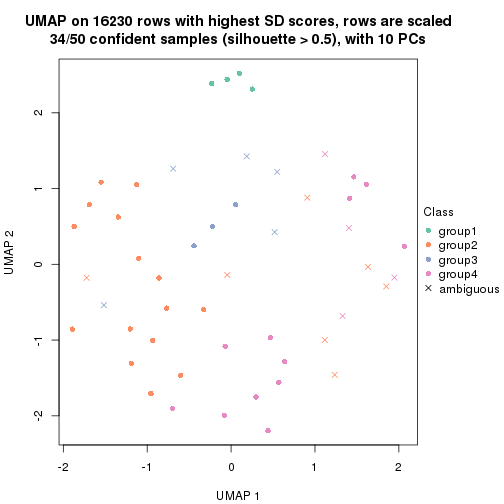 UMAP on 16230 rows with highest SD scores, rows are scaled
34/50 confident samples (silhouette > 0.5), with 10 PCs
2
1
0
-1
-2
UMAP 2
-2
-1
0
1
2
UMAP 1
Class
group1
group2
group3
group4
ambiguous